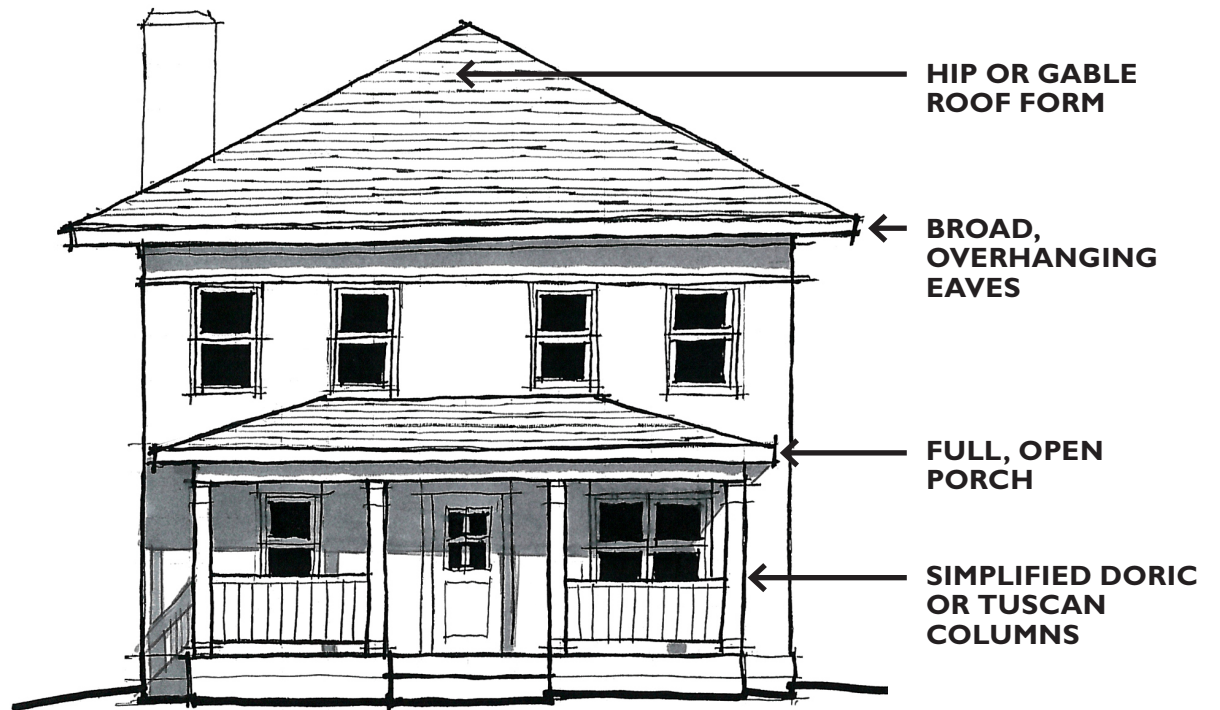 HIP OR GABLE
ROOF FORM
BROAD,
OVERHANGING
EAVES
FULL, OPEN
PORCH
SIMPLIFIED DORIC
OR TUSCAN
COLUMNS